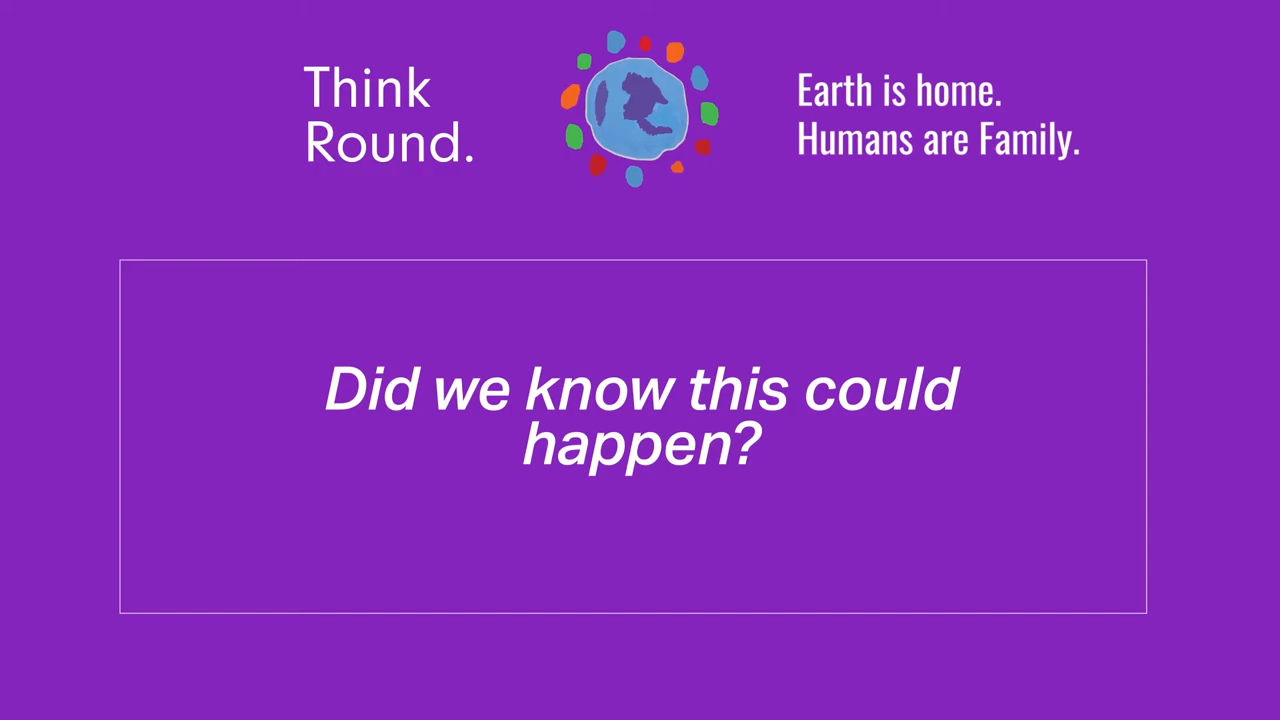 Think
Round.
Earth is home.
Humans are Family.
Did we know this could
happen?